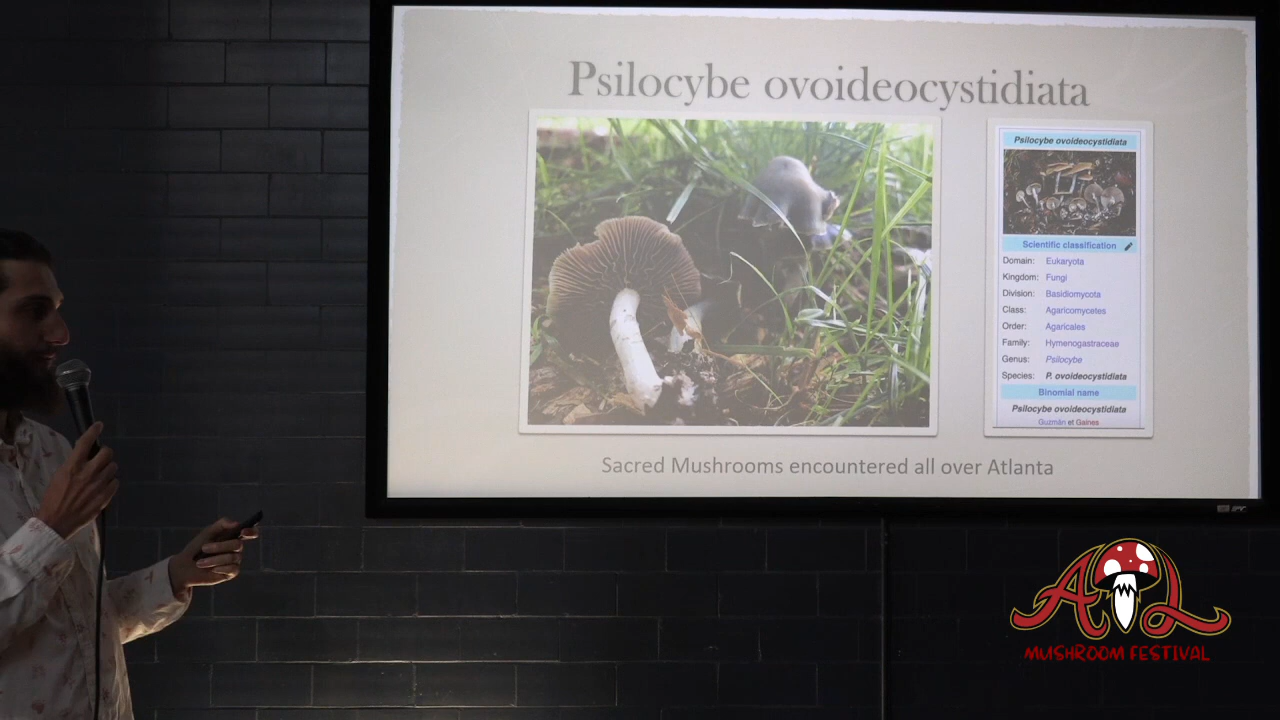 Psilocybe ovoideocystidiata
Psilocybe ovoideocystidiata
Scientific classification
Domain: Eukaryota
Kingdom: Fungi
Division: Basidiomycota
Class: Agaricomycetes
Order: Agaricales
Family: Hymenogastraceae
Genus: Psilocybe
Species: P. ovoideocystidiata
Binomial name
Psilocybe ovoideocystidiata
Guzmán et Gaines
Sacred Mushrooms encountered all over Atlanta
ATL
MUSHROOM FESTIVAL